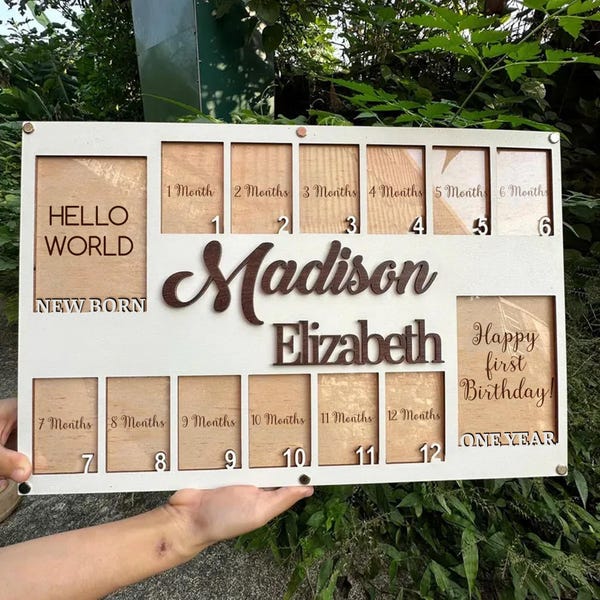 HELLO
WORLD
NEW BORN
1 Month
1
2 Months
2
3 Months
3
4 Months
4
5 Months
5
6 Months
6
Madison
Elizabeth
Happy
first
Birthday!
ONE YEAR
7 Months
7
8 Months
8
9 Months
9
10 Months
10
11 Months
11
12 Months
12